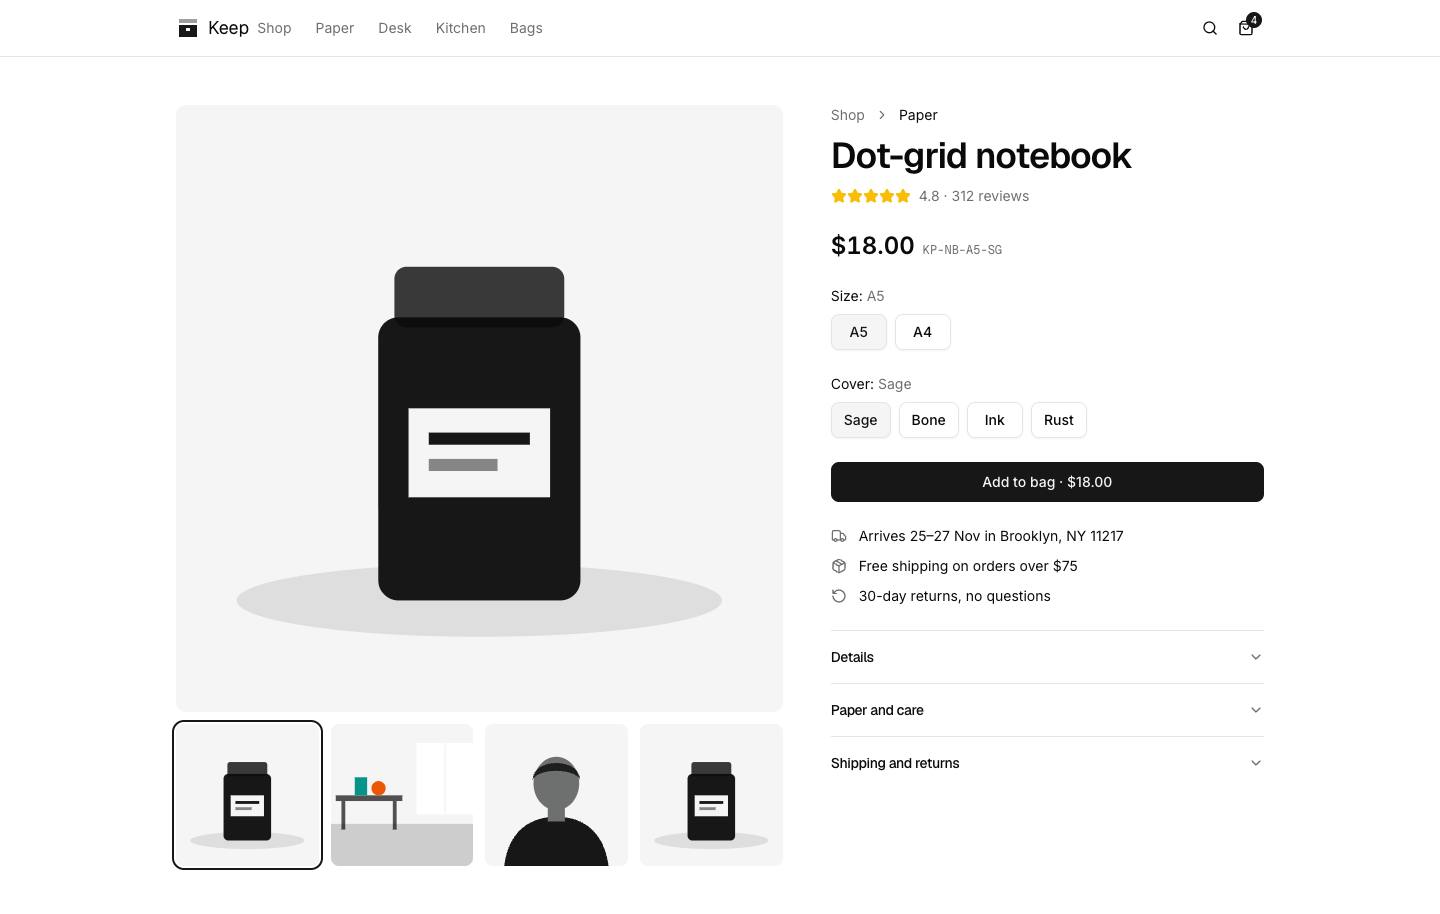 Keep Shop Paper Desk Kitchen Bags 4
Shop > Paper
Dot-grid notebook
4.8 · 312 reviews
$18.00 KP-NB-A5-SG
Size: A5
A5 A4
Cover: Sage
Sage Bone Ink Rust
Add to bag · $18.00
Arrives 25–27 Nov in Brooklyn, NY 11217
Free shipping on orders over $75
30-day returns, no questions
Details
Paper and care
Shipping and returns